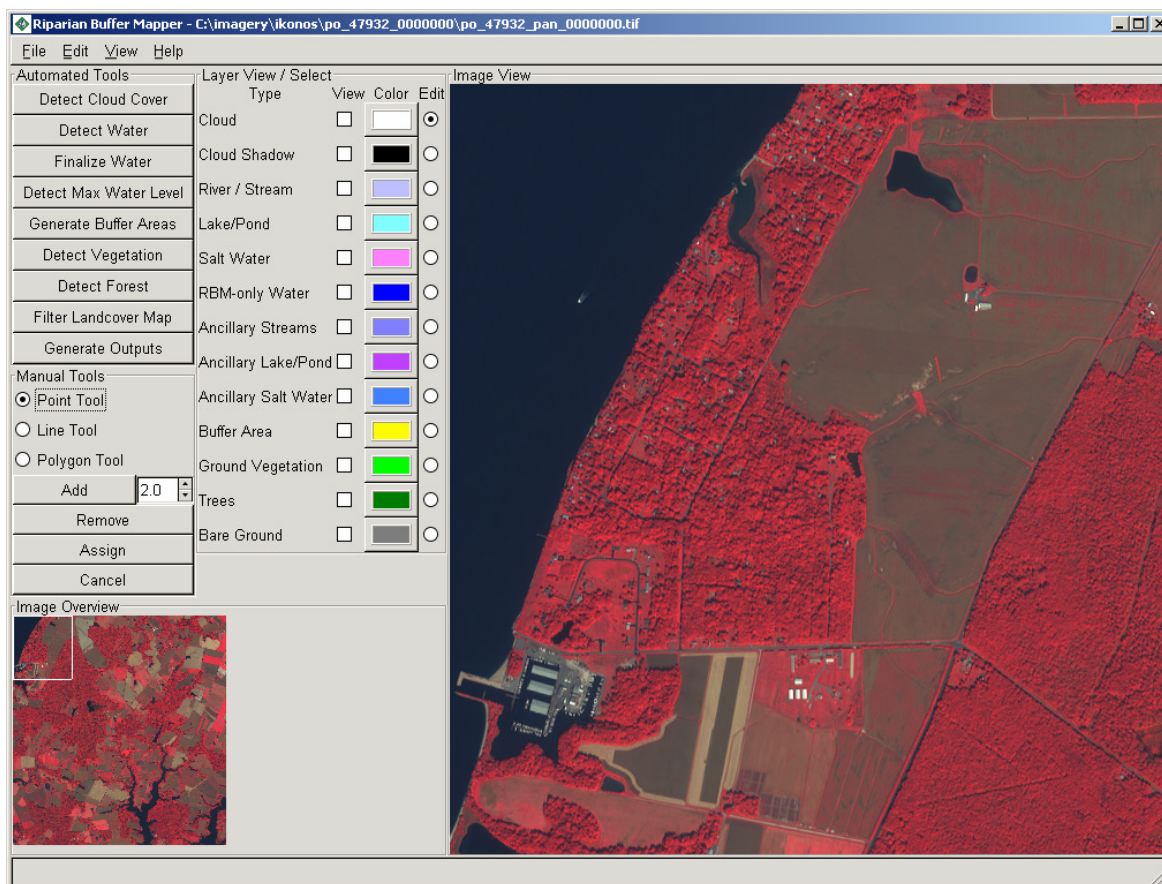 Riparian Buffer Mapper - C:\imagery\ikonos\po_47932_0000000\po_47932_pan_0000000.tif
File Edit View Help
Automated Tools
Detect Cloud Cover
Detect Water
Finalize Water
Detect Max Water Level
Generate Buffer Areas
Detect Vegetation
Detect Forest
Filter Landcover Map
Generate Outputs
Manual Tools
Point Tool
Line Tool
Polygon Tool
Add 2.0
Remove
Assign
Cancel
Layer View / Select
Type View Color Edit
Cloud
Cloud Shadow
River / Stream
Lake/Pond
Salt Water
RBM-only Water
Ancillary Streams
Ancillary Lake/Pond
Ancillary Salt Water
Buffer Area
Ground Vegetation
Trees
Bare Ground
Image Overview
Image View